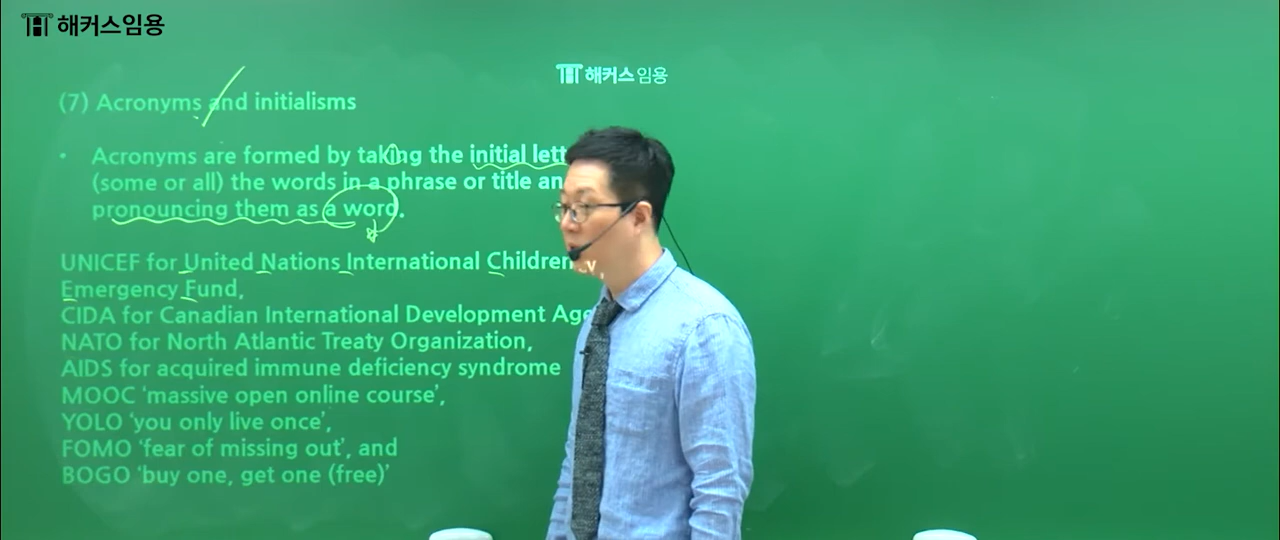 해커스임용
해커스임용
(7) Acronyms and initialisms
• Acronyms are formed by taking the initial
(some or all) the words in a phrase or title
pronouncing them as a word.
UNICEF for United Nations International Children
Emergency Fund,
CIDA for Canadian International Development
NATO for North Atlantic Treaty Organization,
AIDS for acquired immune deficiency syndrome
MOOC ‘massive open online course’,
YOLO ‘you only live once’,
FOMO ‘fear of missing out’, and
BOGO ‘buy one, get one (free)’